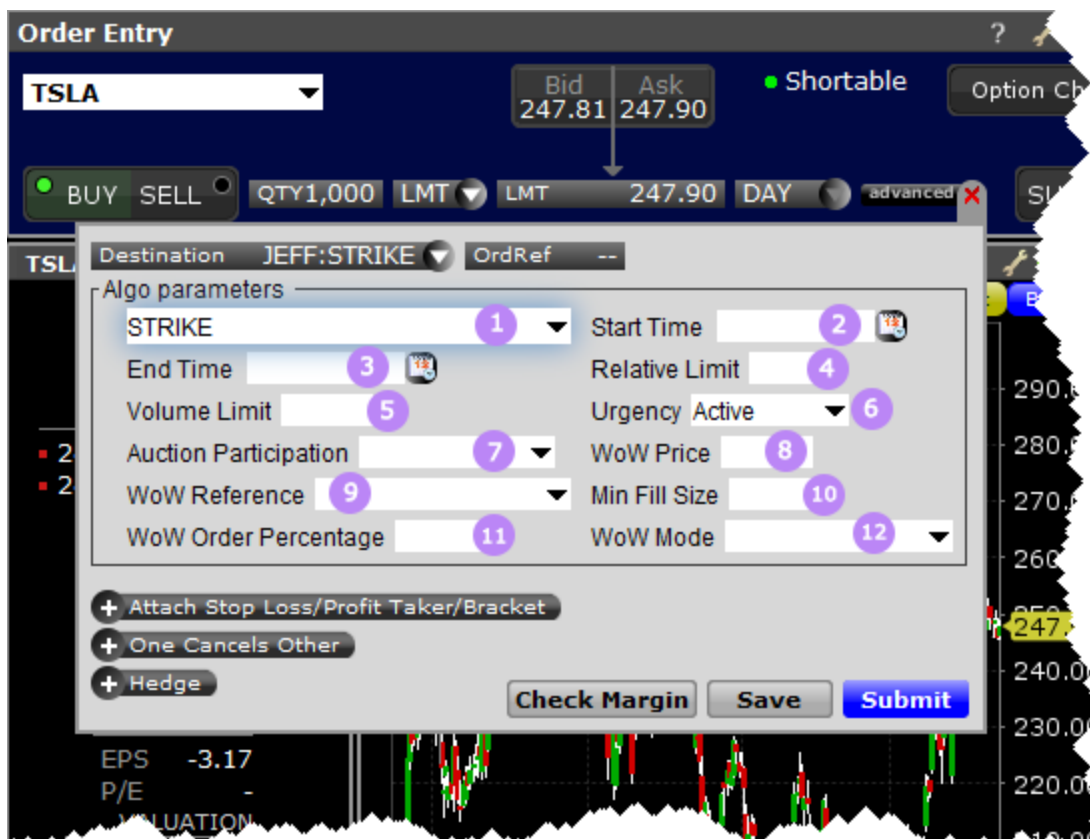 Order Entry ?
TSLA
Bid Ask
247.81 247.90
Shortable
Option Ch
BUY SELL QTY 1,000 LMT LMT 247.90 DAY advanced
Destination JEFF:STRIKE OrdRef --
TSL
Algo parameters
STRIKE 1 Start Time 2
End Time 3 Relative Limit 4
Volume Limit 5 Urgency Active 6
Auction Participation 7 WoW Price 8
WoW Reference 9 Min Fill Size 10
WoW Order Percentage 11 WoW Mode 12
+ Attach Stop Loss/Profit Taker/Bracket
+ One Cancels Other
+ Hedge
Check Margin Save Submit
290.
280.
270.
260
247.
240.0
230.0
220.0
EPS -3.17
P/E -
VALUATION